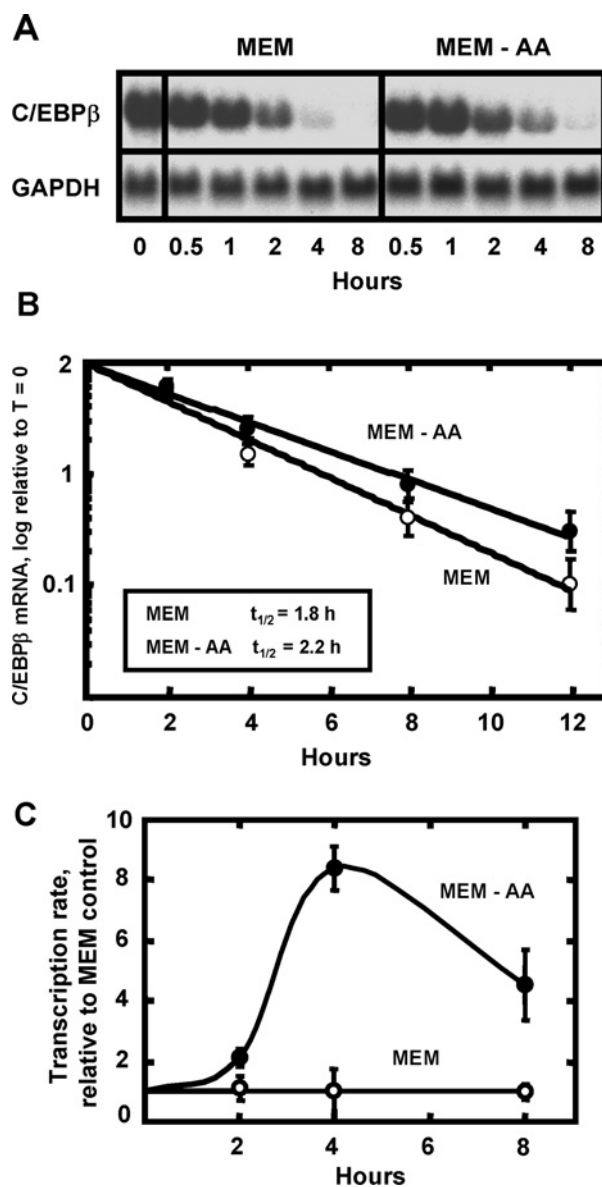 A
MEM MEM - AA
C/EBPβ
GAPDH
0 0.5 1 2 4 8 0.5 1 2 4 8
Hours
B
C/EBPβ mRNA, log relative to T = 0
2
1
0.1
MEM - AA
MEM
MEM t1/2 = 1.8 h
MEM - AA t1/2 = 2.2 h
0 2 4 6 8 10 12
Hours
C
Transcription rate,
relative to MEM control
10
8
6
4
2
0
MEM - AA
MEM
2 4 6 8
Hours